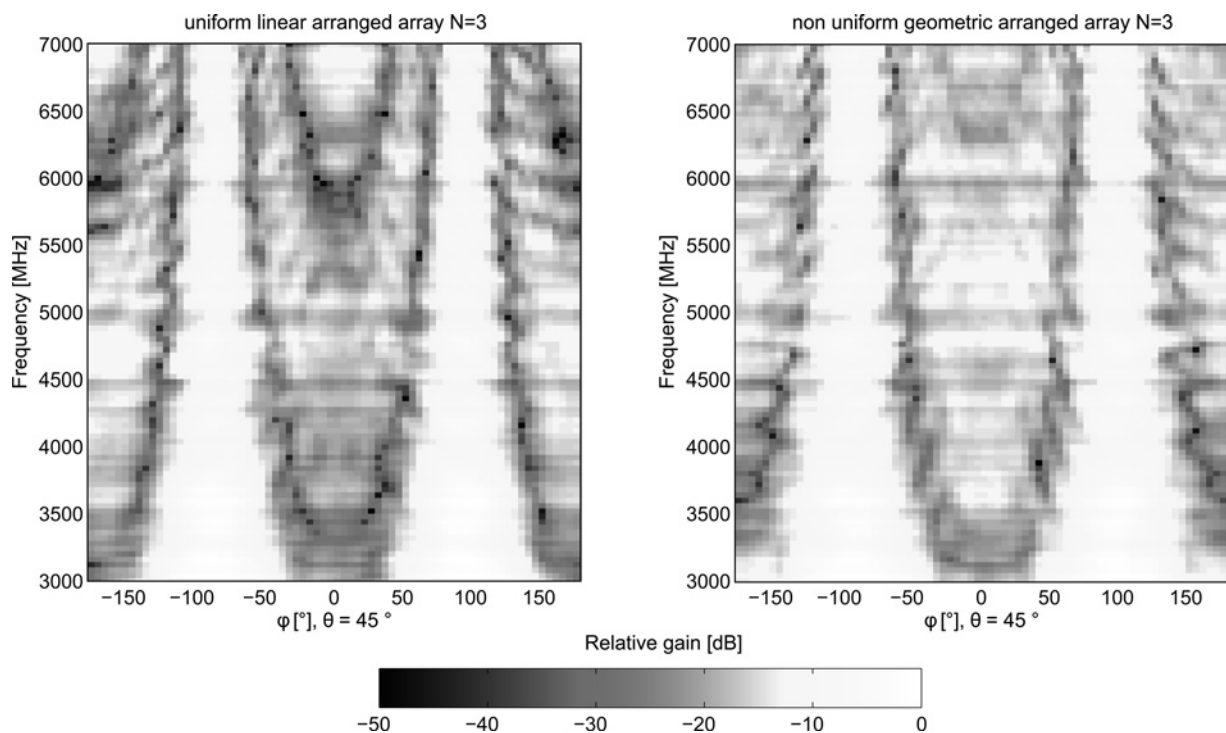 uniform linear arranged array N=3
non uniform geometric arranged array N=3
7000
6500
6000
5500
5000
4500
4000
3500
3000
Frequency [MHz]
−150 −100 −50 0 50 100 150
φ [°], θ = 45 °
7000
6500
6000
5500
5000
4500
4000
3500
3000
Frequency [MHz]
−150 −100 −50 0 50 100 150
φ [°], θ = 45 °
Relative gain [dB]
−50 −40 −30 −20 −10 0